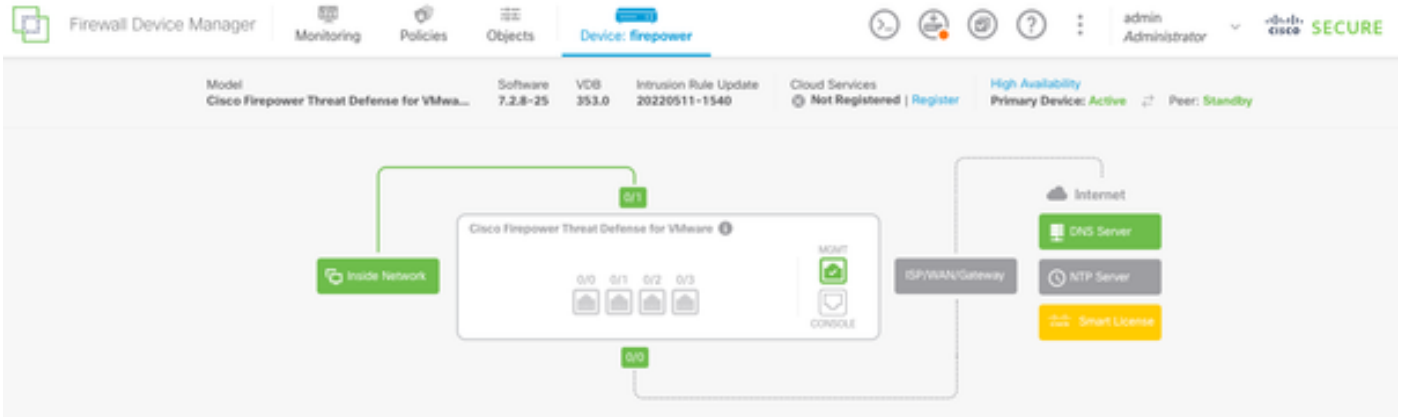 Firewall Device Manager
Monitoring
Policies
Objects
Device: firepower
admin
Administrator
cisco SECURE
Model
Cisco Firepower Threat Defense for VMwa...
Software
7.2.8-25
VDB
353.0
Intrusion Rule Update
20220511-1540
Cloud Services
Not Registered | Register
High Availability
Primary Device: Active
Peer: Standby
0/1
Internet
Cisco Firepower Threat Defense for VMware
DNS Server
MGMT
Inside Network
0/0 0/1 0/2 0/3
ISP/WAN/Gateway
NTP Server
CONSOLE
Smart License
0/0